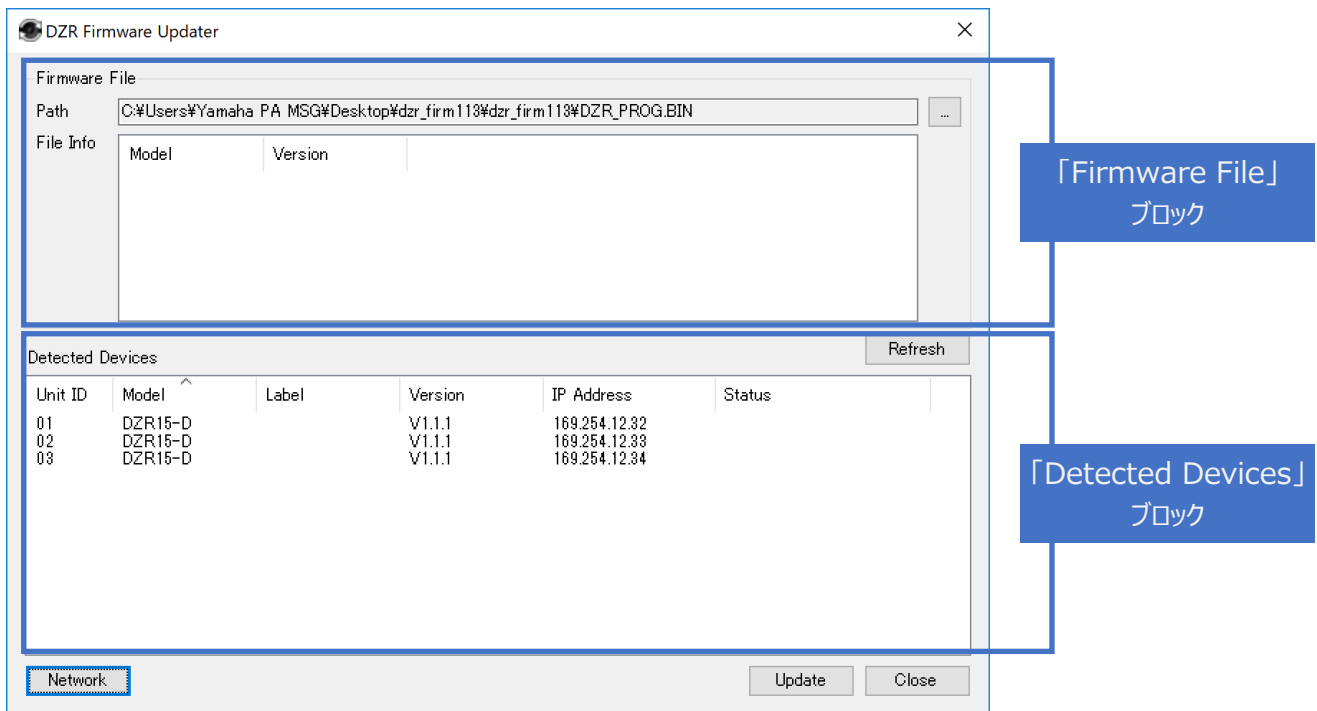 DZR Firmware Updater
Firmware File
Path C:¥Users¥Yamaha PA MSG¥Desktop¥dzr_firm113¥dzr_firm113¥DZR_PROG.BIN ...
File Info Model Version
「Firmware File」
ブロック
Detected Devices Refresh
Unit ID Model Label Version IP Address Status
01 DZR15-D V1.1.1 169.254.12.32
02 DZR15-D V1.1.1 169.254.12.33
03 DZR15-D V1.1.1 169.254.12.34
「Detected Devices」
ブロック
Network Update Close